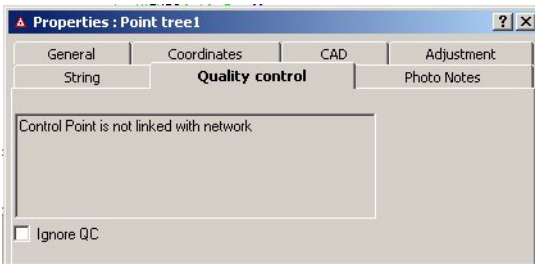 Properties : Point tree1
General Coordinates CAD Adjustment
String Quality control Photo Notes
Control Point is not linked with network
Ignore QC